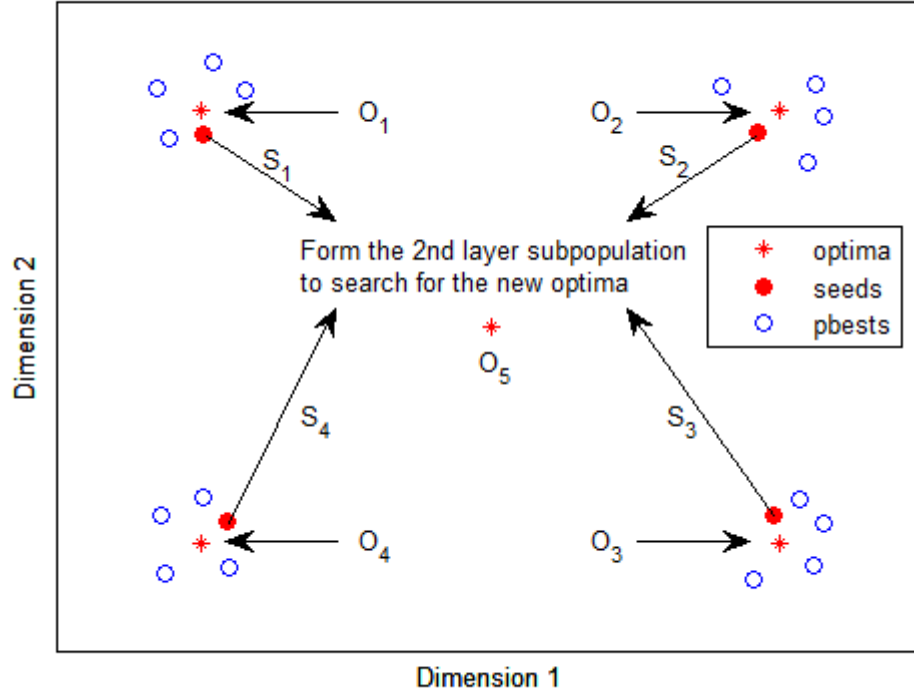 O1
O2
S1
S2
Form the 2nd layer subpopulation
to search for the new optima
optima
seeds
pbests
O5
S4
S3
O4
O3
Dimension 2
Dimension 1